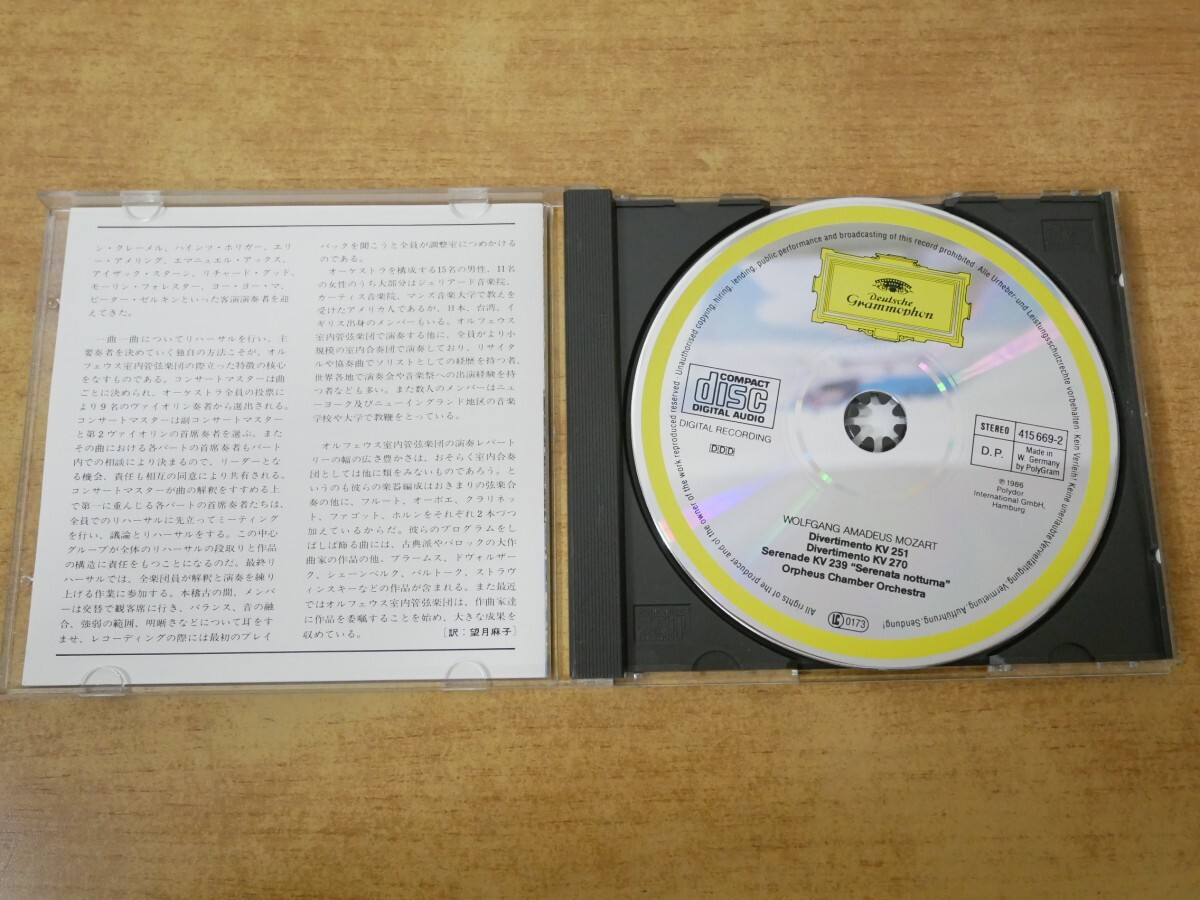 ン・クレーメル、ハインツ・ホリガー、エリ
ー・アメリング、エマニュエル・アックス、
アイザック・スターン、リチャード・グッド、
モーリン・フォレスター、ヨー・ヨー・マ、
ピーター・ゼルキンといった客演演奏者を迎
えてきた。
一曲一曲についてリハーサルを行い、主
要奏者を決めていく独自の方法こそが、オル
フェウス室内管弦楽団の際立った特徴の核心
をなすものである。コンサートマスターは曲
ごとに決められ、オーケストラ全員の投票に
より9名のヴァイオリン奏者から選出される。
コンサートマスターは副コンサートマスター
と第2ヴァイオリンの首席奏者を選ぶ。また
その曲における各パートの首席奏者もパート
内での相談により決まるので、リーダーとな
る機会、責任も相互の同意により共有される。
コンサートマスターが曲の解釈をすすめる上
で第一に重んじる各パートの首席奏者たちは、
全員でのリハーサルに先立ってミーティング
を行い、議論とリハーサルをする。この中心
グループが全体のリハーサルの段取りと作品
の構造に責任をもつことになるのだ。最終リ
ハーサルでは、全楽団員が解釈と演奏を練り
上げる作業に参加する。本稽古の間、メンバ
ーは交替で観客席に行き、バランス、音の融
合、強弱の範囲、明晰さなどについて耳をす
ませ、レコーディングの際には最初のプレイ
バックを聞こうと全員が調整室につめかける
のである。
オーケストラを構成する15名の男性、11名
の女性のうち大部分はジュリアード音楽院、
カーティス音楽院、マンズ音楽大学で教えを
受けたアメリカ人であるが、日本、台湾、イ
ギリス出身のメンバーもいる。オルフェウス
室内管弦楽団で演奏する他に、全員がより小
規模の室内合奏団で演奏しており、リサイタ
ルや協奏曲でソリストとしての経歴を持つ者、
世界各地で演奏会や音楽祭への出演経験を持
つ者なども多い。また数人のメンバーはニュ
ーヨーク及びニューイングランド地区の音楽
学校や大学で教鞭をとっている。
オルフェウス室内管弦楽団の演奏レパート
リーの幅の広さ豊かさは、おそらく室内合奏
団としては他に類をみないものであろう。と
いうのも彼らの楽器編成はおきまりの弦楽合
奏の他に、フルート、オーボエ、クラリネッ
ト、ファゴット、ホルンをそれぞれ2本づつ
加えているからだ。彼らのプログラムをし
ばしば飾る曲には、古典派やバロックの大作
曲家の作品の他、ブラームス、ドヴォルザー
ク、シェーンベルク、バルトーク、ストラヴ
ィンスキーなどの作品が含まれる。また最近
ではオルフェウス室内管弦楽団は、作曲家達
に作品を委嘱することを始め、大きな成果を
収めている。
[訳:望月麻子]
All rights of the producer and of the owner of the work reproduced reserved · Unauthorised copying, hiring, lending, public performance and broadcasting of this record prohibited · Alle Urheber- und Leistungsschutzrechte vorbehalten · Kein Verleih! Keine unerlaubte Vervielfältigung, Vermietung, Aufführung, Sendung!
Deutsche
Grammophon
COMPACT
disc
DIGITAL AUDIO
DIGITAL RECORDING
DDD
STEREO
415 669-2
D.P.
Made in
W. Germany
by PolyGram
℗ 1986
Polydor
International GmbH,
Hamburg
WOLFGANG AMADEUS MOZART
Divertimento KV 251
Divertimento KV 270
Serenade KV 239 "Serenata notturna"
Orpheus Chamber Orchestra
LC 0173